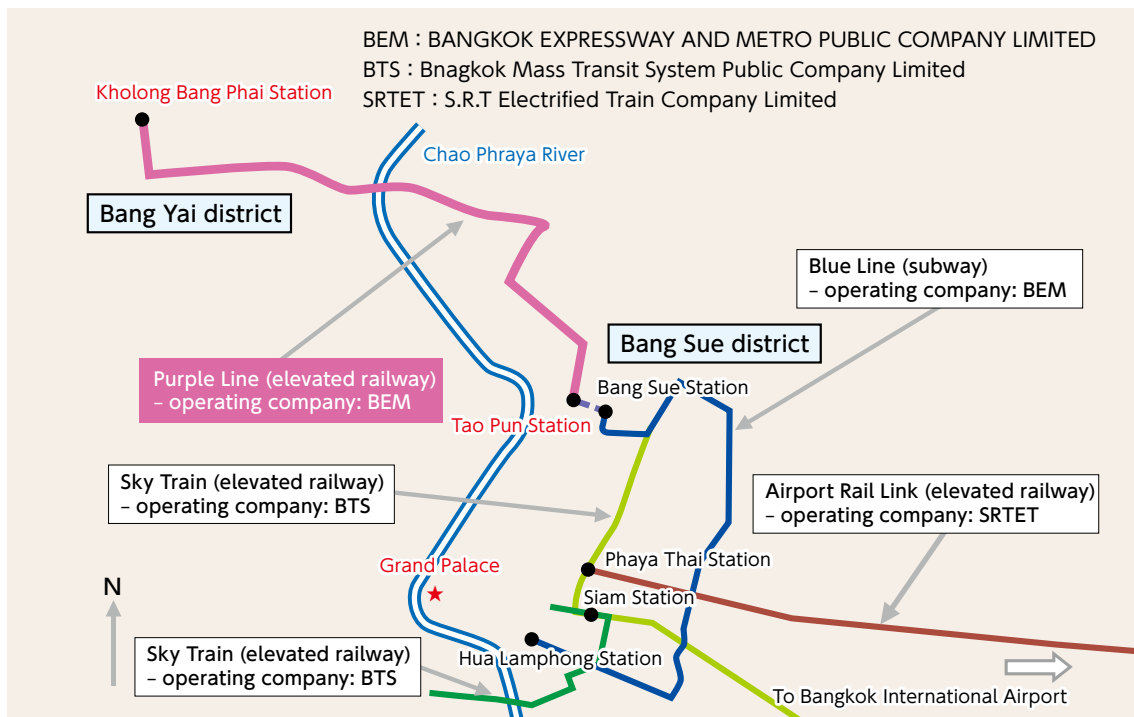 BEM : BANGKOK EXPRESSWAY AND METRO PUBLIC COMPANY LIMITED
BTS : Bnagkok Mass Transit System Public Company Limited
SRTET : S.R.T Electrified Train Company Limited
Kholong Bang Phai Station
Chao Phraya River
Bang Yai district
Blue Line (subway)
– operating company: BEM
Bang Sue district
Purple Line (elevated railway)
– operating company: BEM
Bang Sue Station
Tao Pun Station
Sky Train (elevated railway)
– operating company: BTS
Airport Rail Link (elevated railway)
– operating company: SRTET
Grand Palace
Phaya Thai Station
N
Siam Station
Sky Train (elevated railway)
– operating company: BTS
Hua Lamphong Station
To Bangkok International Airport